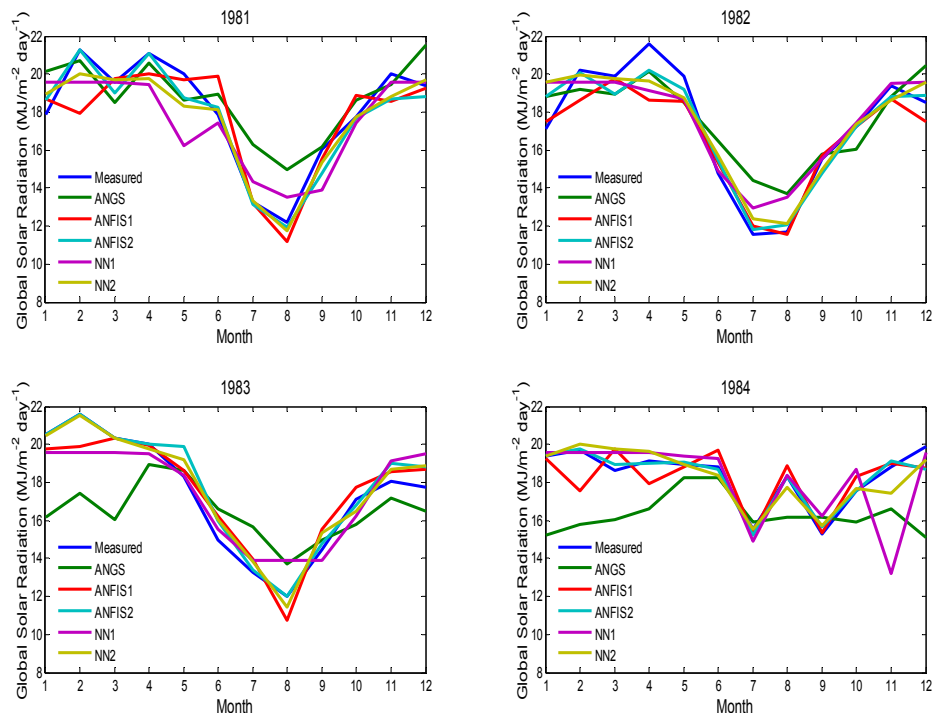 1981
Global Solar Radiation (MJ/m⁻² day⁻¹)
22
20
18
16
14
12
10
8
Measured
ANGS
ANFIS1
ANFIS2
NN1
NN2
1 2 3 4 5 6 7 8 9 10 11 12
Month
1982
Global Solar Radiation (MJ/m⁻² day⁻¹)
22
20
18
16
14
12
10
8
Measured
ANGS
ANFIS1
ANFIS2
NN1
NN2
1 2 3 4 5 6 7 8 9 10 11 12
Month
1983
Global Solar Radiation (MJ/m⁻² day⁻¹)
22
20
18
16
14
12
10
8
Measured
ANGS
ANFIS1
ANFIS2
NN1
NN2
1 2 3 4 5 6 7 8 9 10 11 12
Month
1984
Global Solar Radiation (MJ/m⁻² day⁻¹)
22
20
18
16
14
12
10
8
Measured
ANGS
ANFIS1
ANFIS2
NN1
NN2
1 2 3 4 5 6 7 8 9 10 11 12
Month